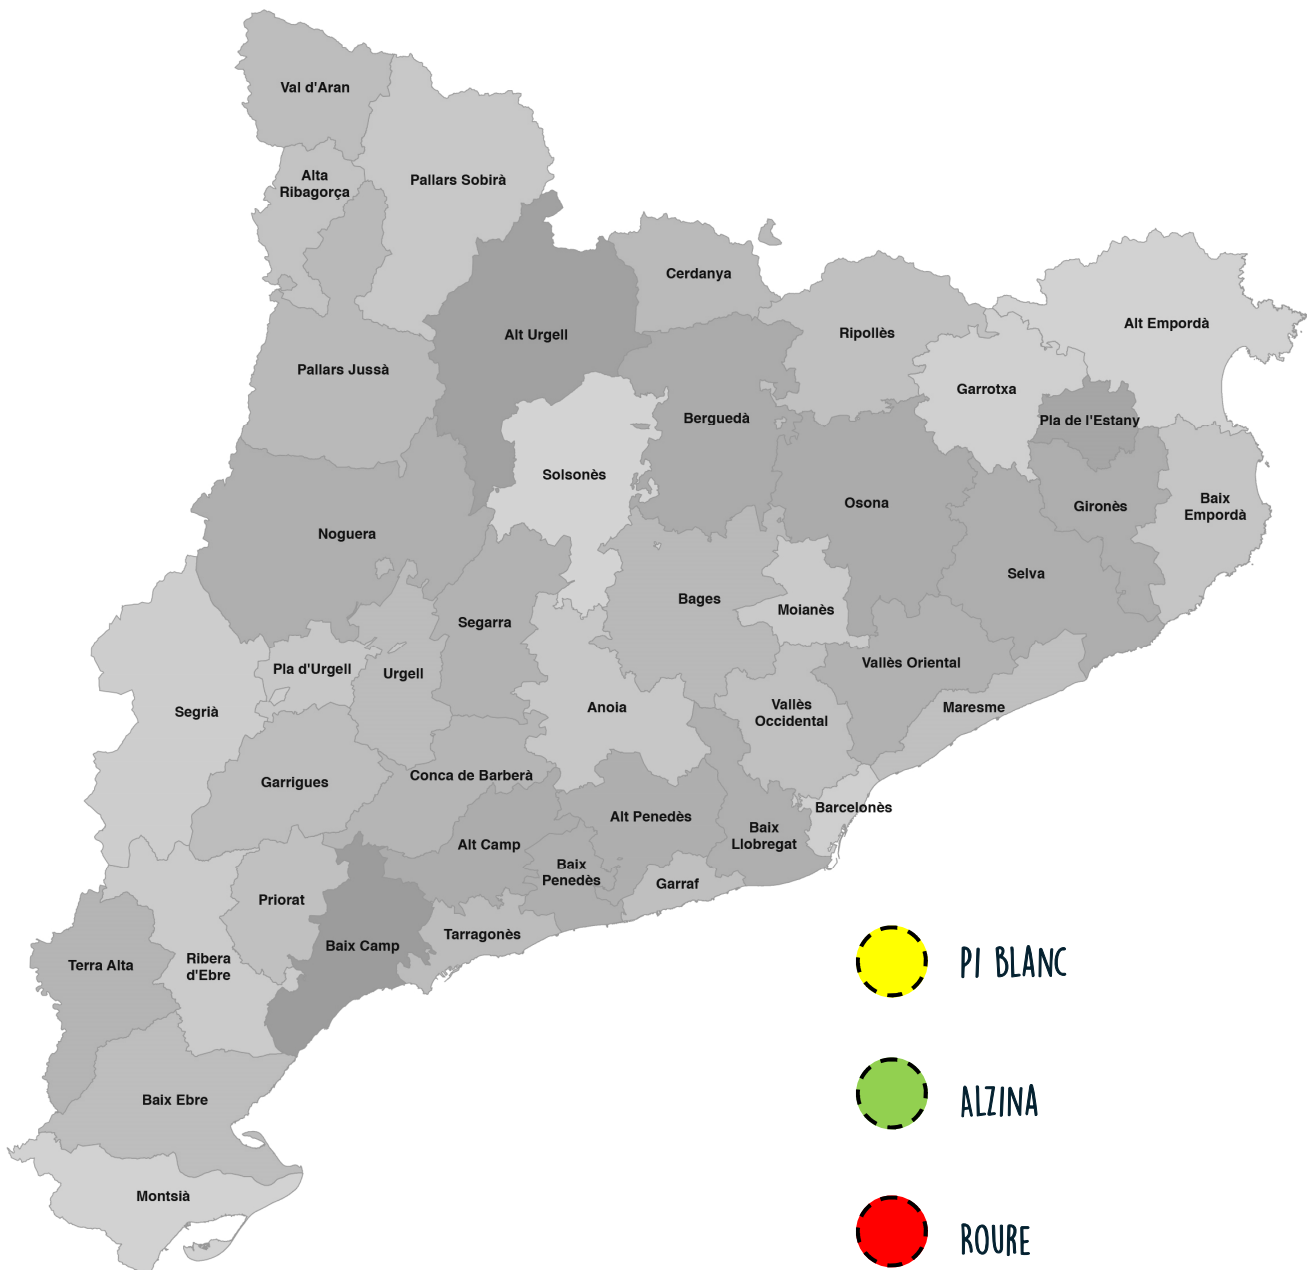 Val d'Aran
Alta
Ribagorça
Pallars Sobirà
Cerdanya
Alt Urgell
Ripollès
Alt Empordà
Pallars Jussà
Garrotxa
Berguedà
Pla de l'Estany
Solsonès
Osona
Gironès
Baix
Empordà
Noguera
Selva
Bages
Moianès
Segarra
Vallès Oriental
Pla d'Urgell
Urgell
Segrià
Anoia
Vallès
Occidental
Maresme
Garrigues
Conca de Barberà
Barcelonès
Alt Penedès
Baix
Llobregat
Alt Camp
Baix
Penedès
Garraf
Priorat
Tarragonès
Baix Camp
Terra Alta
Ribera
d'Ebre
PI BLANC
Baix Ebre
ALZINA
Montsià
ROURE